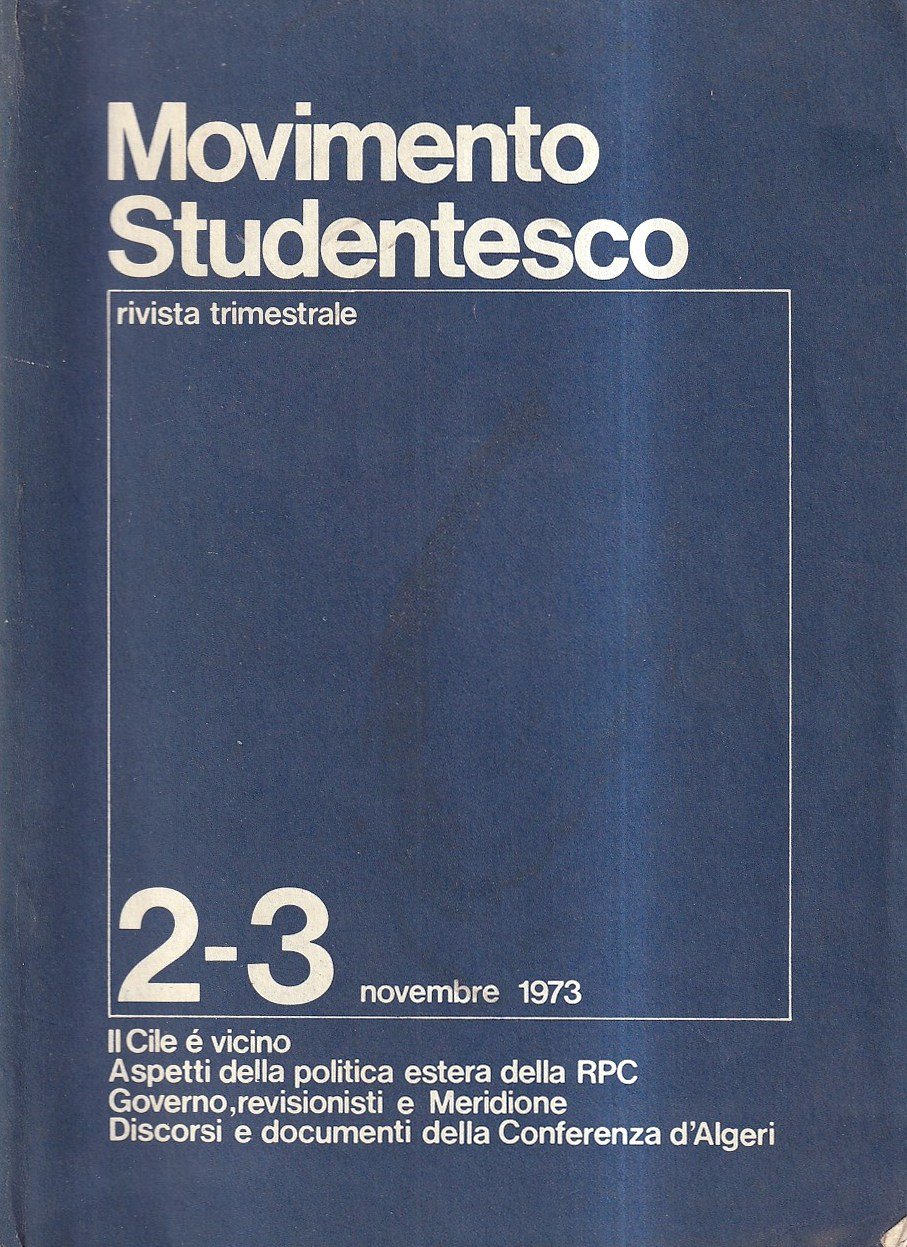 Movimento
Studentesco
rivista trimestrale
2-3 novembre 1973
Il Cile é vicino
Aspetti della politica estera della RPC
Governo, revisionisti e Meridione
Discorsi e documenti della Conferenza d'Algeri